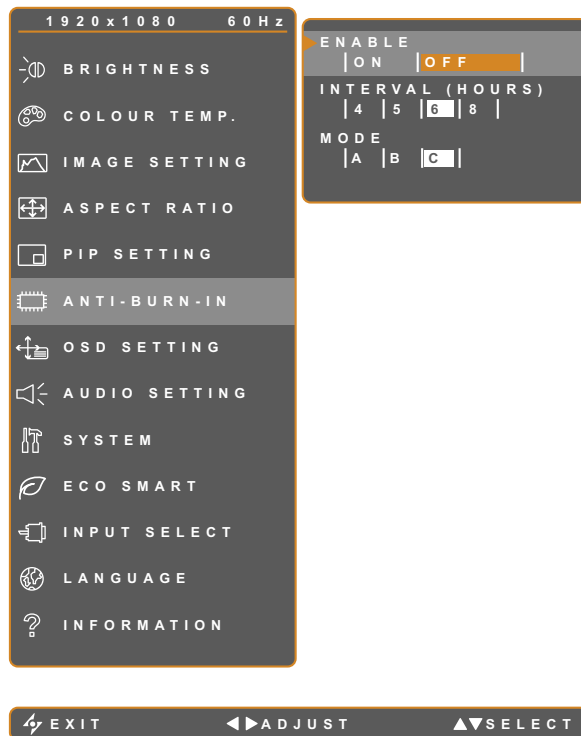 1920x1080 60Hz
BRIGHTNESS
COLOUR TEMP.
IMAGE SETTING
ASPECT RATIO
PIP SETTING
ANTI-BURN-IN
OSD SETTING
AUDIO SETTING
SYSTEM
ECO SMART
INPUT SELECT
LANGUAGE
INFORMATION
ENABLE
ON OFF
INTERVAL (HOURS)
4 5 6 8
MODE
A B C
EXIT ADJUST SELECT